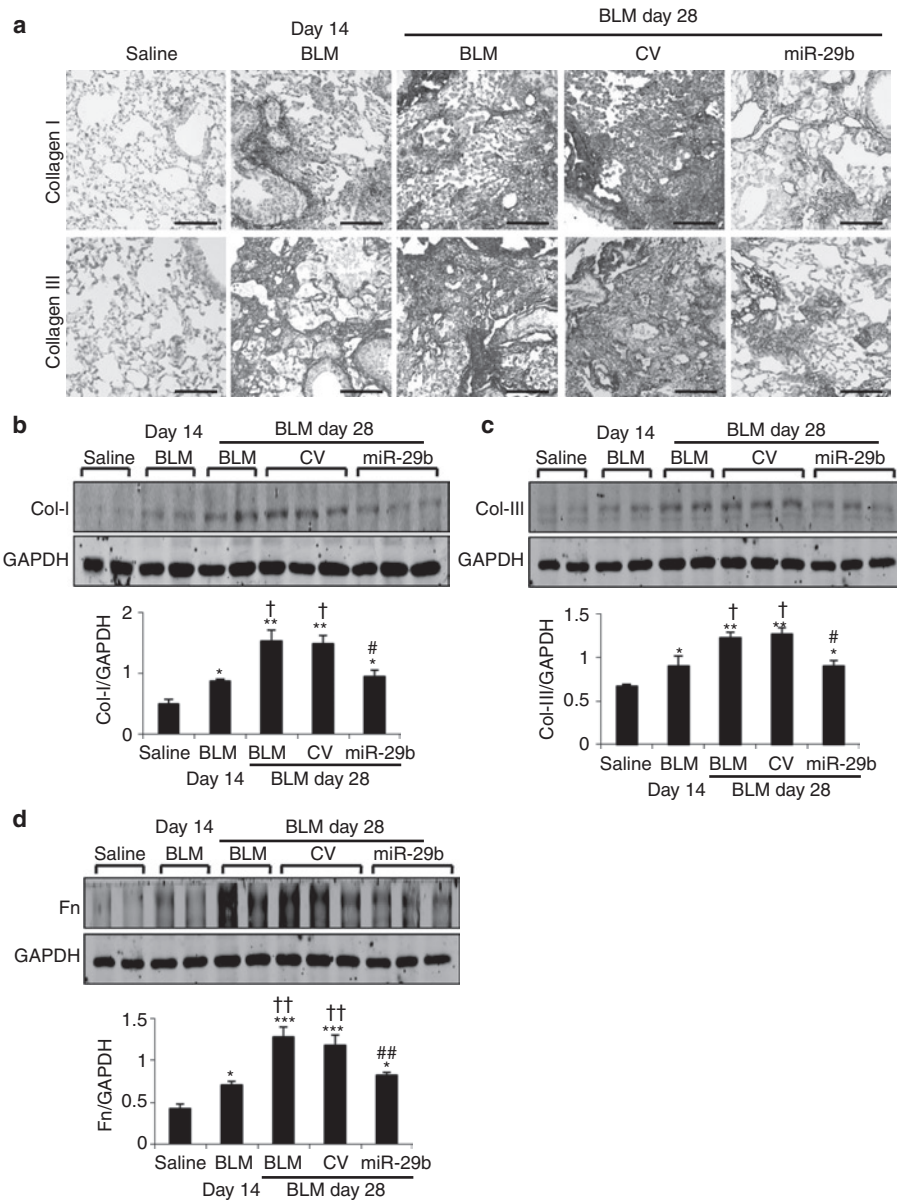 a
Day 14
BLM day 28
Saline BLM BLM CV miR-29b
Collagen I
Collagen III
b
Day 14
BLM day 28
Saline BLM BLM CV miR-29b
Col-I
GAPDH
Col-I/GAPDH
2
1
0
† †
* ** ** # *
Saline BLM BLM CV miR-29b
Day 14 BLM day 28
c
Day 14
BLM day 28
Saline BLM BLM CV miR-29b
Col-III
GAPDH
Col-III/GAPDH
1.5
1
0.5
0
† †
* ** ** # *
Saline BLM BLM CV miR-29b
Day 14 BLM day 28
d
Day 14
BLM day 28
Saline BLM BLM CV miR-29b
Fn
GAPDH
Fn/GAPDH
1.5
1
0.5
0
†† ††
* *** *** ## *
Saline BLM BLM CV miR-29b
Day 14 BLM day 28